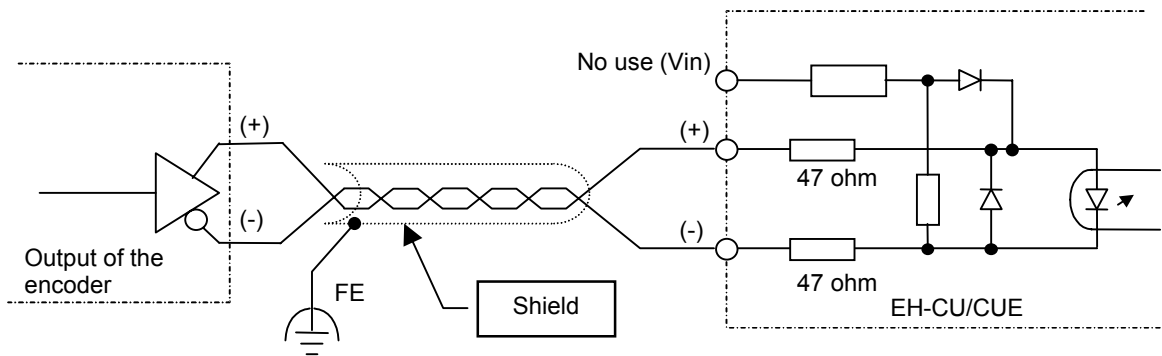 No use (Vin)
(+)
(+)
47 ohm
(-)
(-)
Output of the
encoder
FE
Shield
47 ohm
EH-CU/CUE